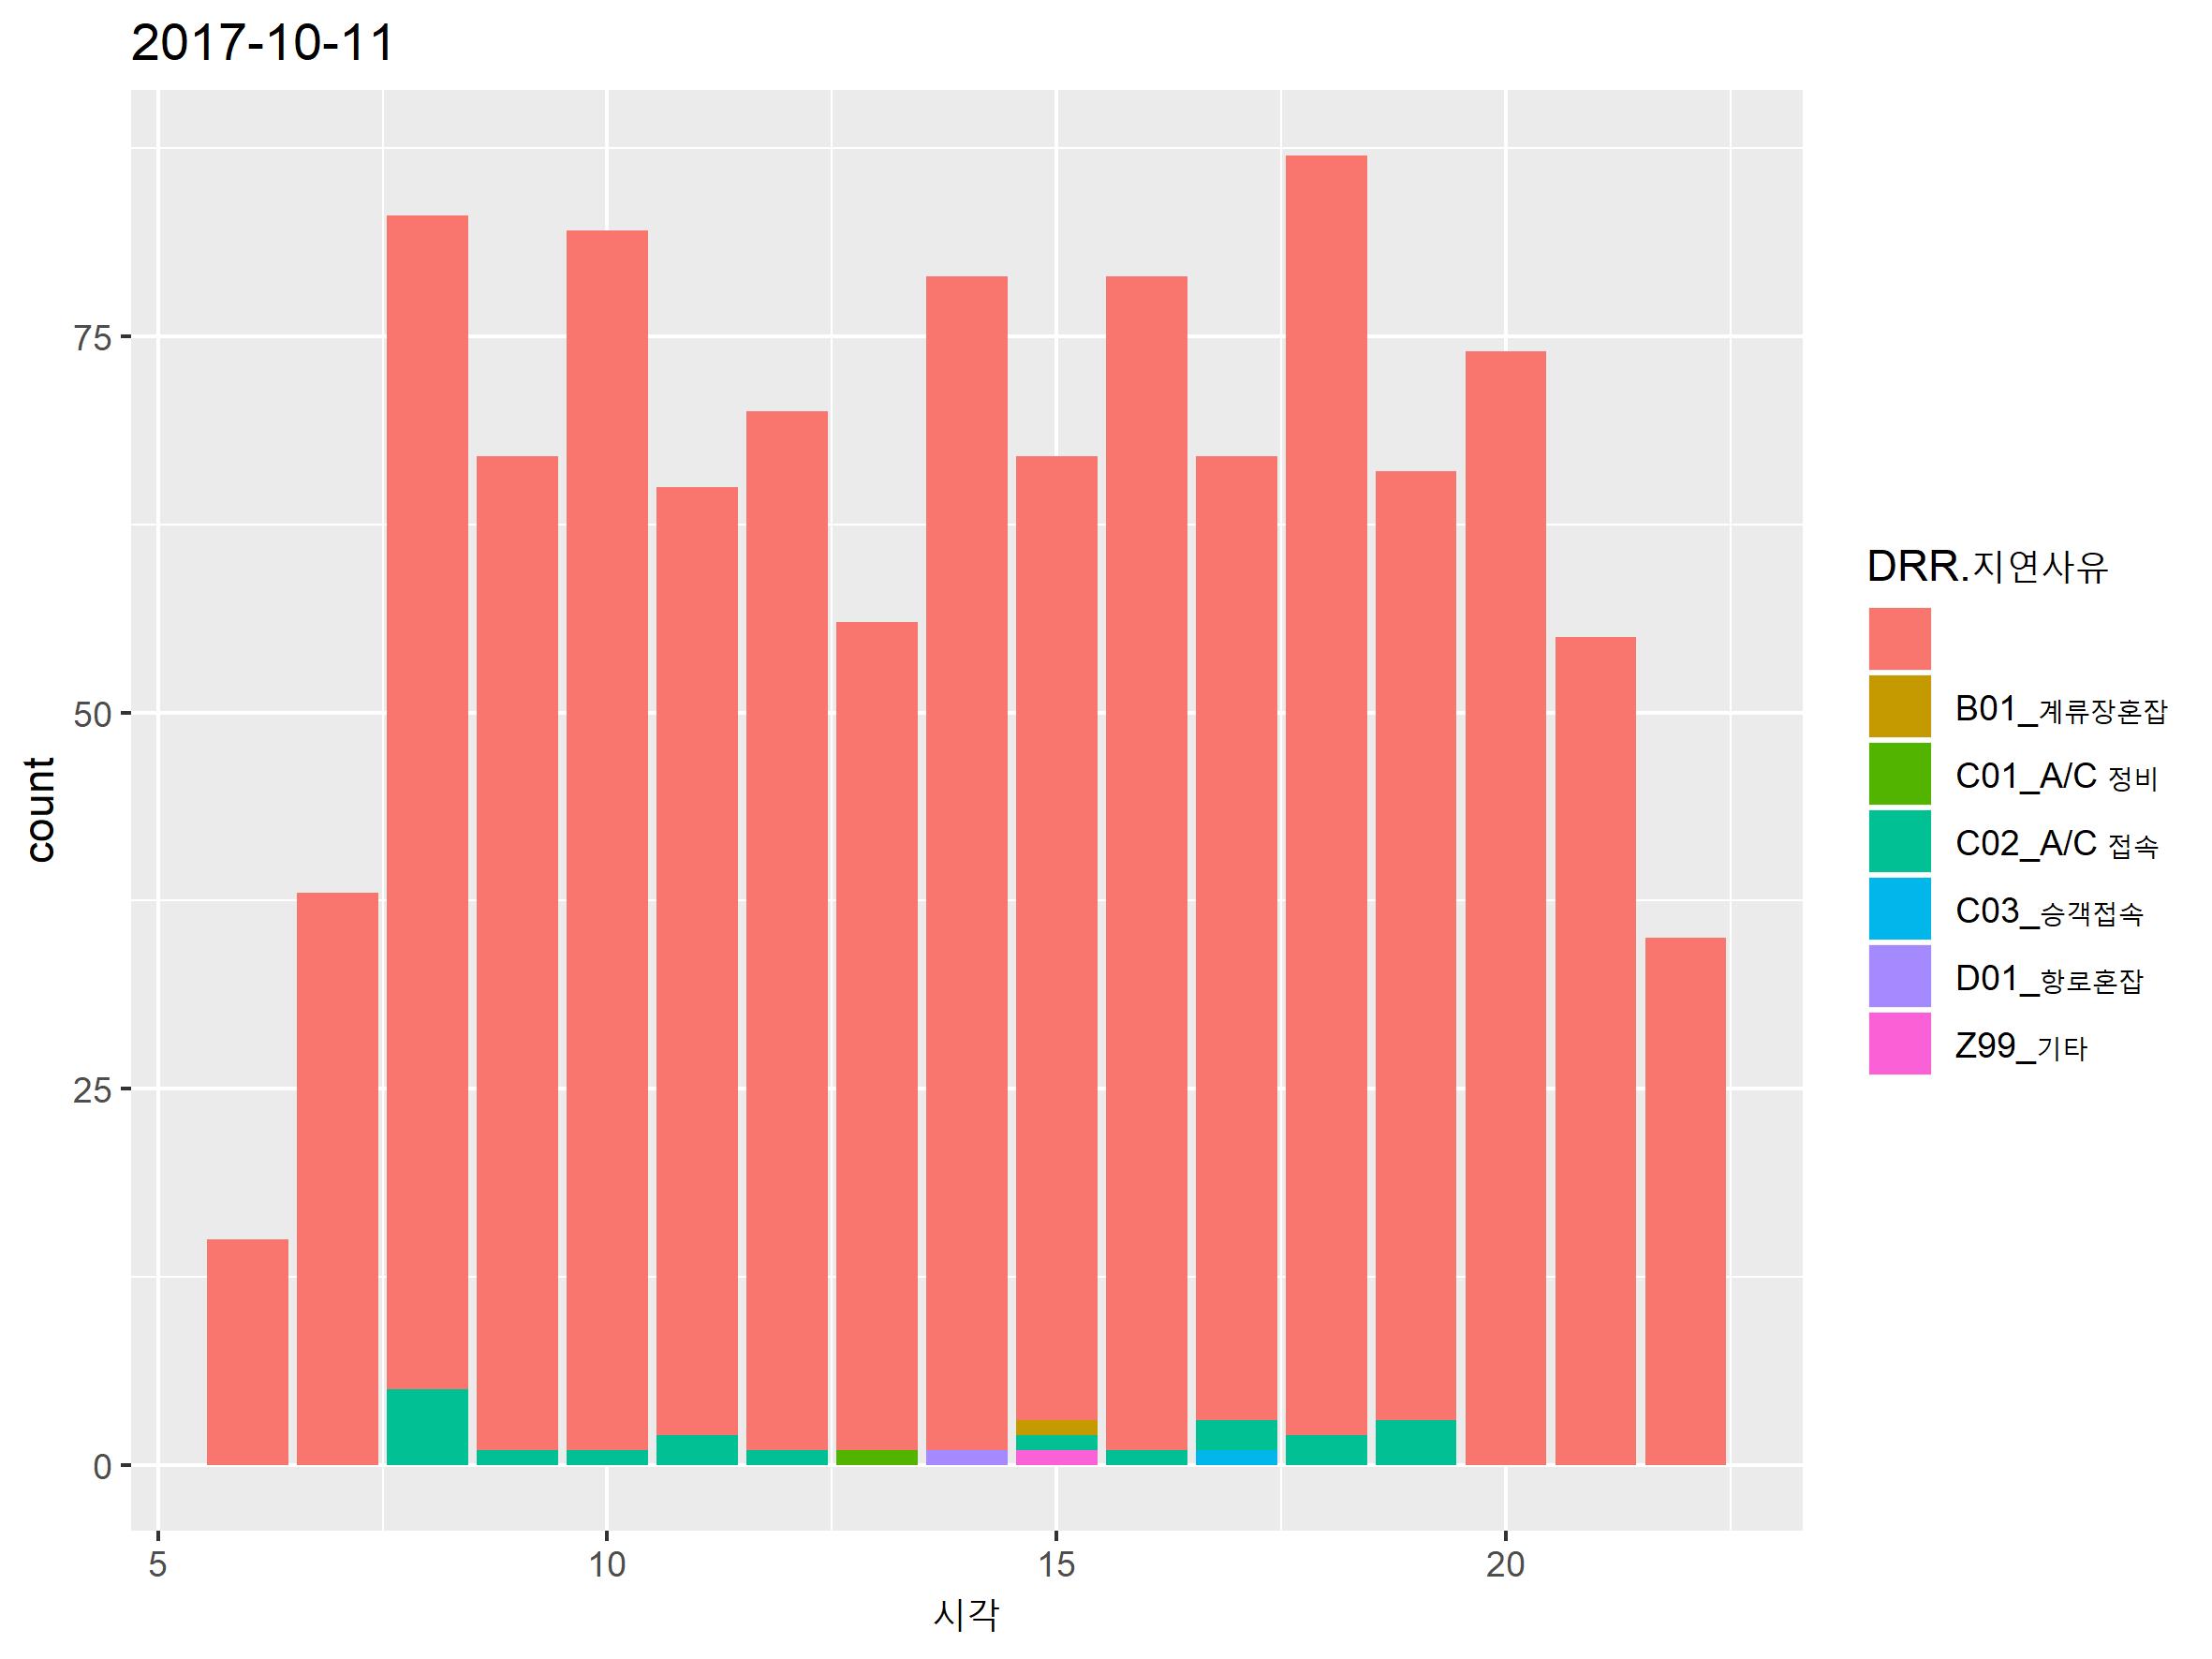 2017-10-11
75
50
25
0
count
5
10
15
20
시각
DRR.지연사유
B01_계류장혼잡
C01_A/C 정비
C02_A/C 접속
C03_승객접속
D01_항로혼잡
Z99_기타